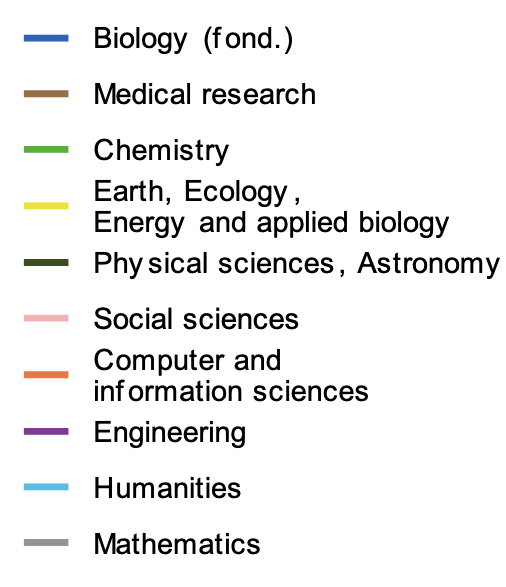 Biology (fond.)
Medical research
Chemistry
Earth, Ecology,
Energy and applied biology
Physical sciences, Astronomy
Social sciences
Computer and
information sciences
Engineering
Humanities
Mathematics